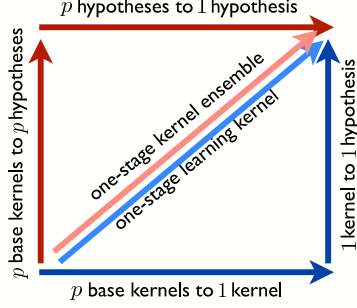 p hypotheses to 1 hypothesis
p base kernels to p hypotheses
one-stage kernel ensemble
one-stage learning kernel
1 kernel to 1 hypothesis
p base kernels to 1 kernel